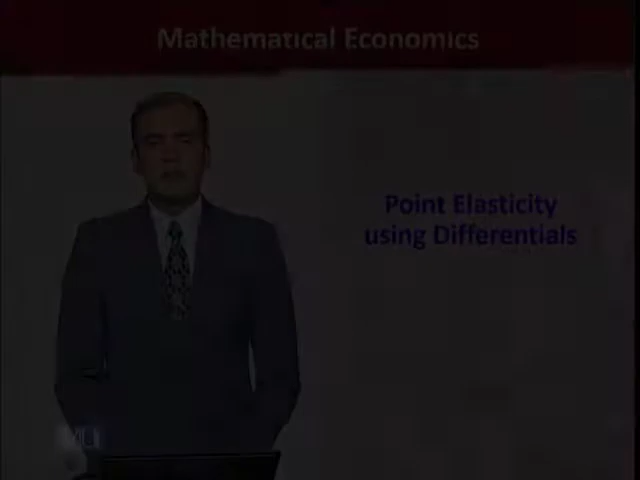 Mathematical Economics
Point Elasticity
using Differentials